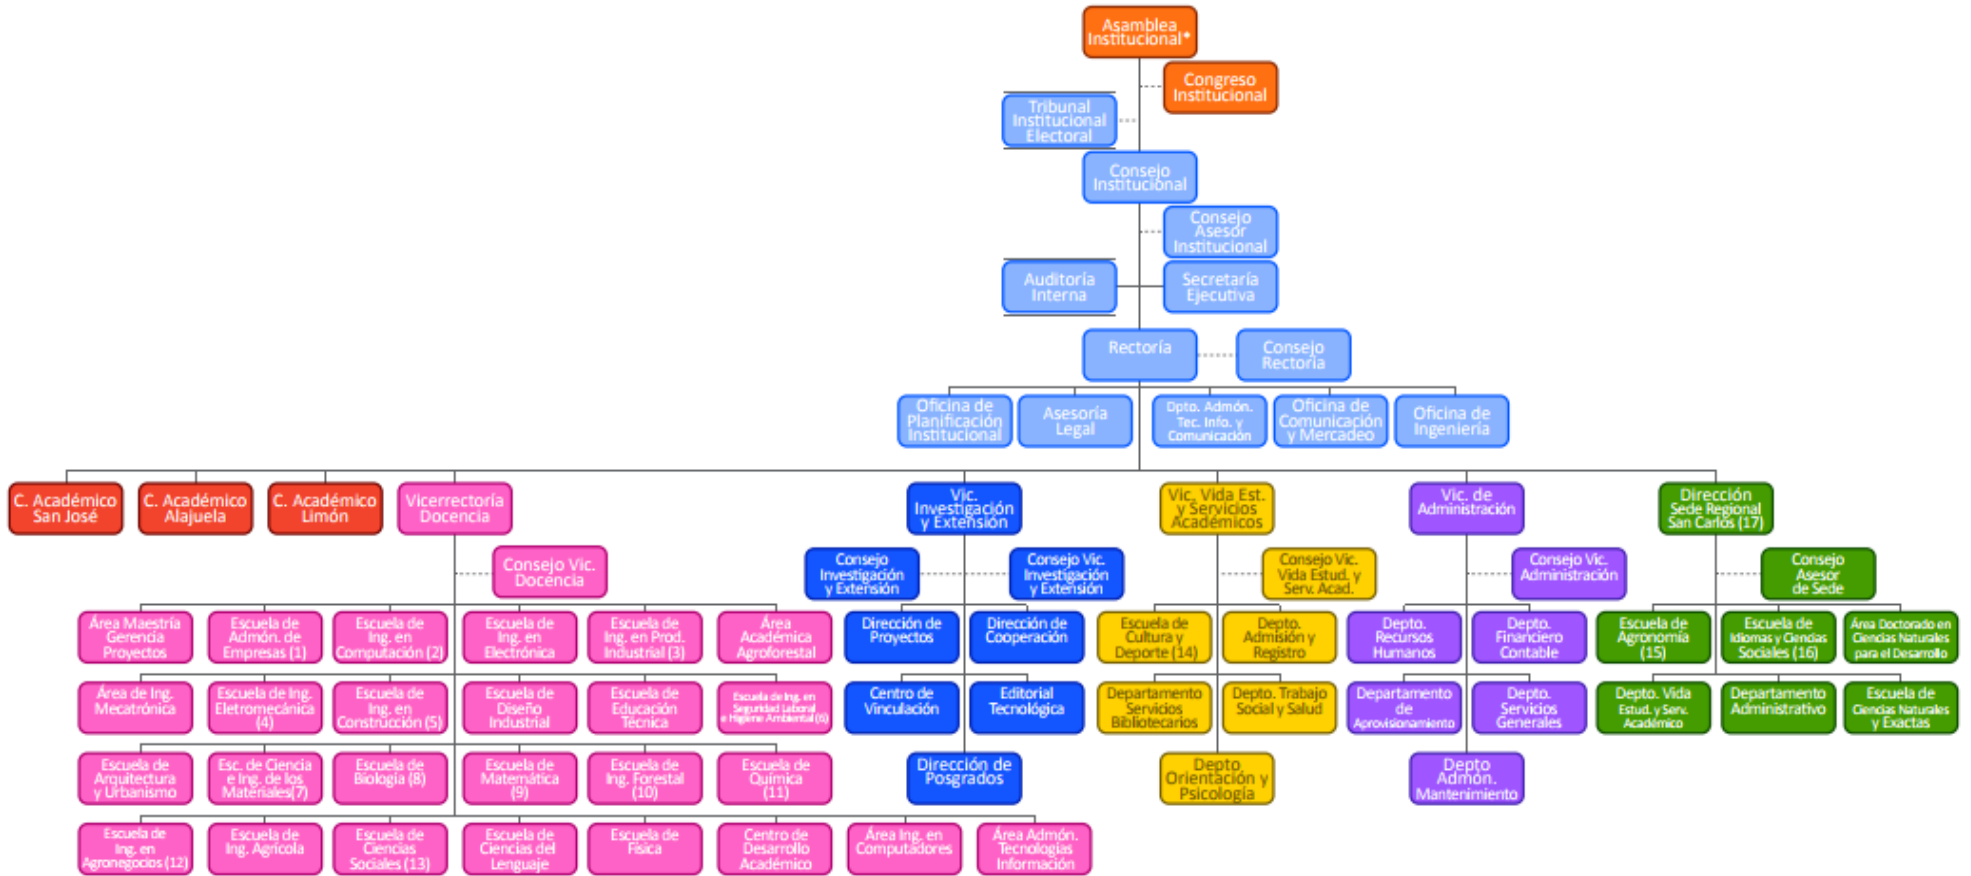 Asamblea
Institucional*
Congreso
Institucional
Tribunal
Institucional
Electoral
Consejo
Institucional
Consejo
Asesor
Institucional
Auditoría
Interna
Secretaría
Ejecutiva
Rectoría
Consejo
Rectoría
Oficina de
Planificación
Institucional
Asesoría
Legal
Dpto. Admón.
Tec. Info. y
Comunicación
Oficina de
Comunicación
y Mercadeo
Oficina de
Ingeniería
C. Académico
San José
C. Académico
Alajuela
C. Académico
Limón
Vicerrectoría
Docencia
Vic.
Investigación
y Extensión
Vic. Vida Est.
y Servicios
Académicos
Vic. de
Administración
Dirección
Sede Regional
San Carlos (17)
Consejo Vic.
Docencia
Consejo
Investigación
y Extensión
Consejo Vic.
Investigación
y Extensión
Consejo Vic.
Vida Estud. y
Serv. Acad.
Consejo Vic.
Administración
Consejo
Asesor
de Sede
Área Maestría
Gerencia
Proyectos
Escuela de
Admón. de
Empresas (1)
Escuela de
Ing. en
Computación (2)
Escuela de
Ing. en
Electrónica
Escuela de
Ing. en Prod.
Industrial (3)
Área
Académica
Agroforestal
Dirección de
Proyectos
Dirección de
Cooperación
Escuela de
Cultura y
Deporte (14)
Depto.
Admisión y
Registro
Depto.
Recursos
Humanos
Depto.
Financiero
Contable
Escuela de
Agronomía
(15)
Escuela de
Idiomas y Ciencias
Sociales (16)
Área Doctorado en
Ciencias Naturales
para el Desarrollo
Área de Ing.
Mecatrónica
Escuela de Ing.
Eletromecánica
(4)
Escuela de
Ing. en
Construcción (5)
Escuela de
Diseño
Industrial
Escuela de
Educación
Técnica
Escuela de Ing. en
Seguridad Laboral
e Higiene Ambiental (6)
Centro de
Vinculación
Editorial
Tecnológica
Departamento
Servicios
Bibliotecarios
Depto. Trabajo
Social y Salud
Departamento
de
Aprovisionamiento
Depto.
Servicios
Generales
Depto. Vida
Estud. y Serv.
Académico
Departamento
Administrativo
Escuela de
Ciencias Naturales
y Exactas
Escuela de
Arquitectura
y Urbanismo
Esc. de Ciencia
e Ing. de los
Materiales(7)
Escuela de
Biología (8)
Escuela de
Matemática
(9)
Escuela de
Ing. Forestal
(10)
Escuela de
Química
(11)
Dirección de
Posgrados
Depto
Orientación y
Psicología
Depto
Admón.
Mantenimiento
Escuela de
Ing. en
Agronegocios (12)
Escuela de
Ing. Agrícola
Escuela de
Ciencias
Sociales (13)
Escuela de
Ciencias del
Lenguaje
Escuela de
Física
Centro de
Desarrollo
Académico
Área Ing. en
Computadores
Área Admón.
Tecnologías
Información